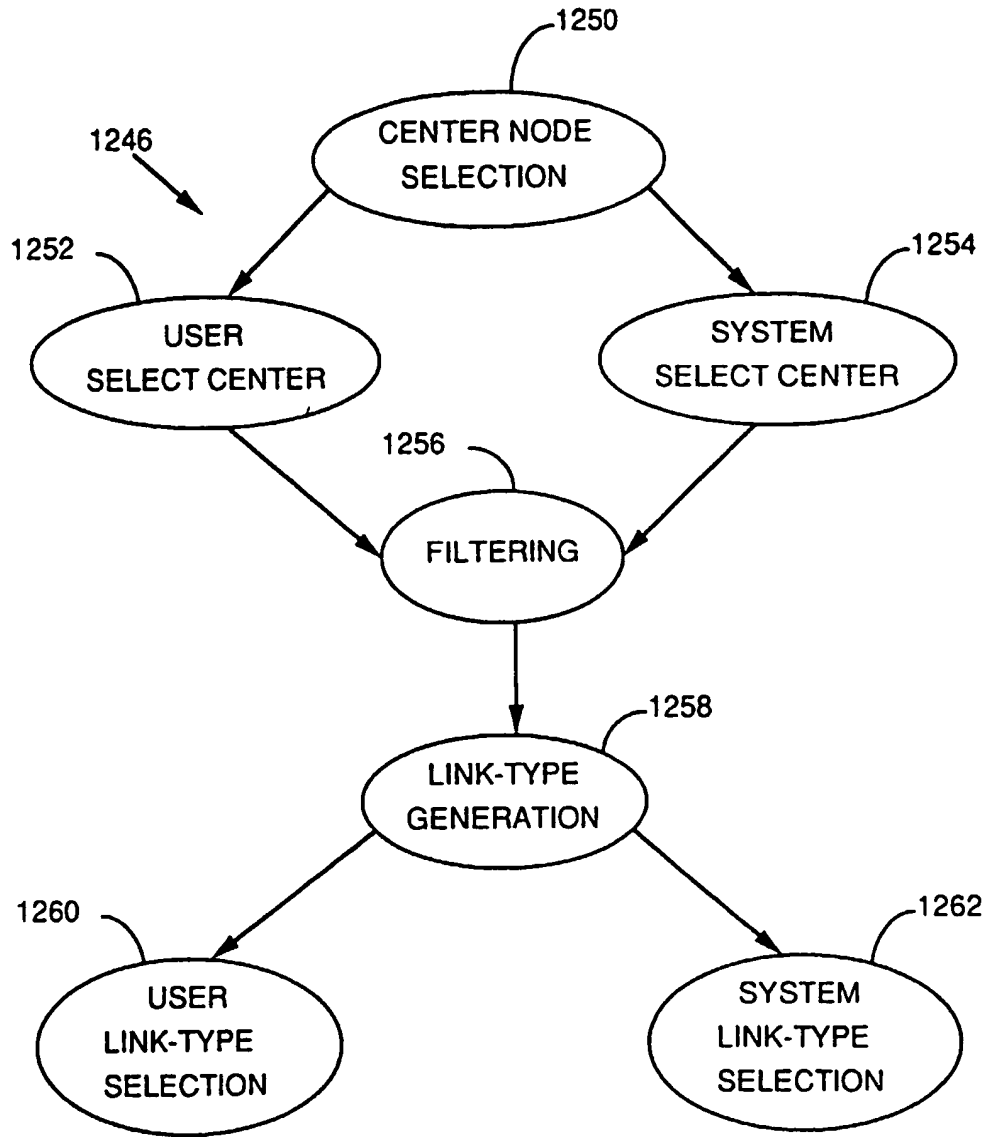 1250
CENTER NODE
SELECTION
1246
1252
1254
USER
SELECT CENTER
SYSTEM
SELECT CENTER
1256
FILTERING
1258
LINK-TYPE
GENERATION
1260
1262
USER
LINK-TYPE
SELECTION
SYSTEM
LINK-TYPE
SELECTION